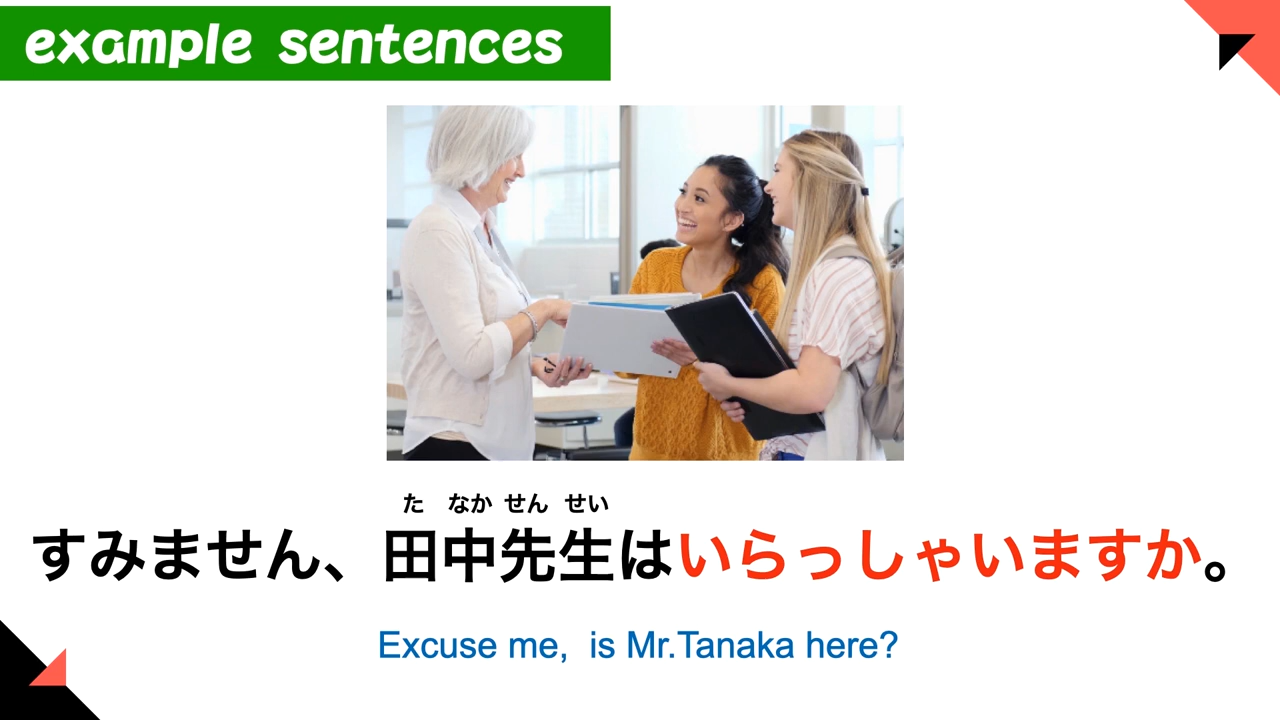 example sentences
た なか せん せい
すみません、田中先生はいらっしゃいますか。
Excuse me,  is Mr.Tanaka here?